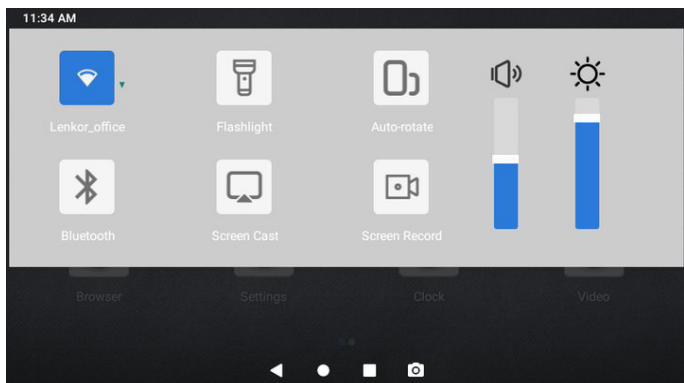 11:34 AM
Lenkor_office
Flashlight
Auto-rotate
Bluetooth
Screen Cast
Screen Record
Browser
Settings
Clock
Video